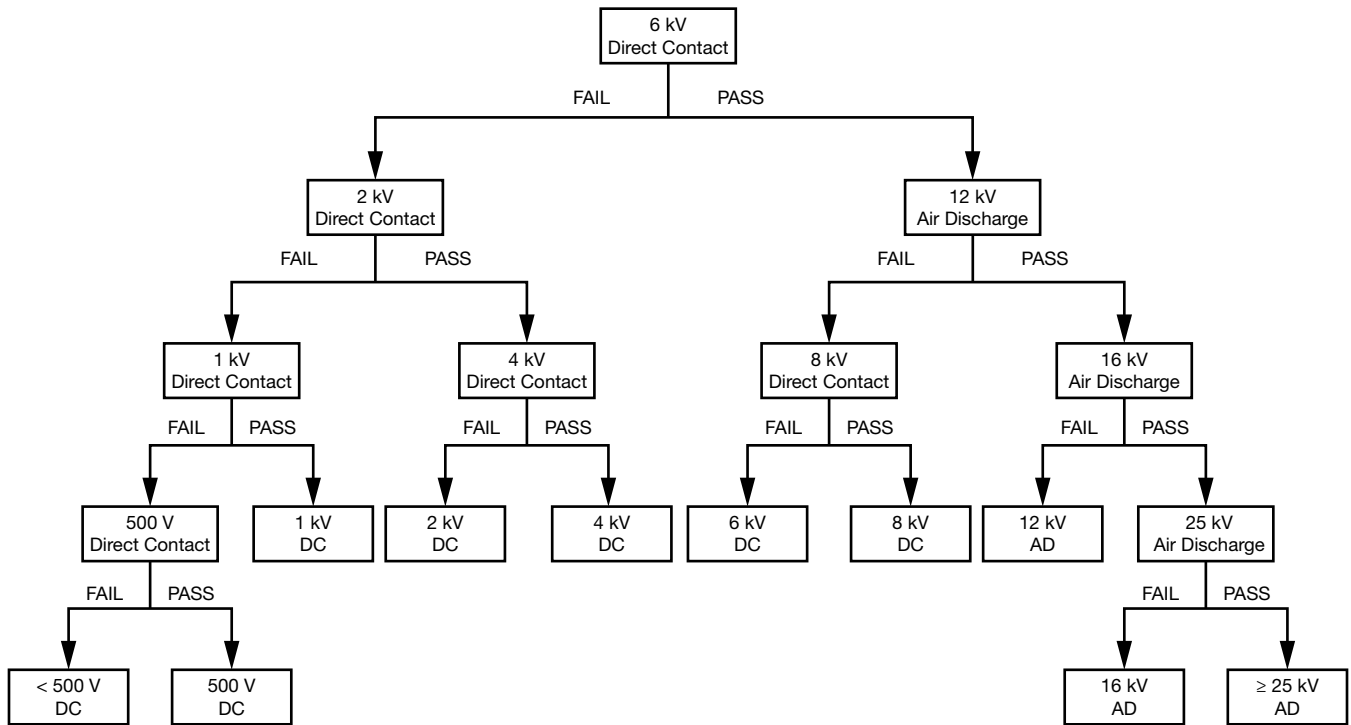 6 kV
Direct Contact
FAIL
PASS
2 kV
Direct Contact
12 kV
Air Discharge
FAIL
PASS
FAIL
PASS
1 kV
Direct Contact
4 kV
Direct Contact
8 kV
Direct Contact
16 kV
Air Discharge
FAIL
PASS
FAIL
PASS
FAIL
PASS
FAIL
PASS
500 V
Direct Contact
1 kV
DC
2 kV
DC
4 kV
DC
6 kV
DC
8 kV
DC
12 kV
AD
25 kV
Air Discharge
FAIL
PASS
FAIL
PASS
< 500 V
DC
500 V
DC
16 kV
AD
≥ 25 kV
AD